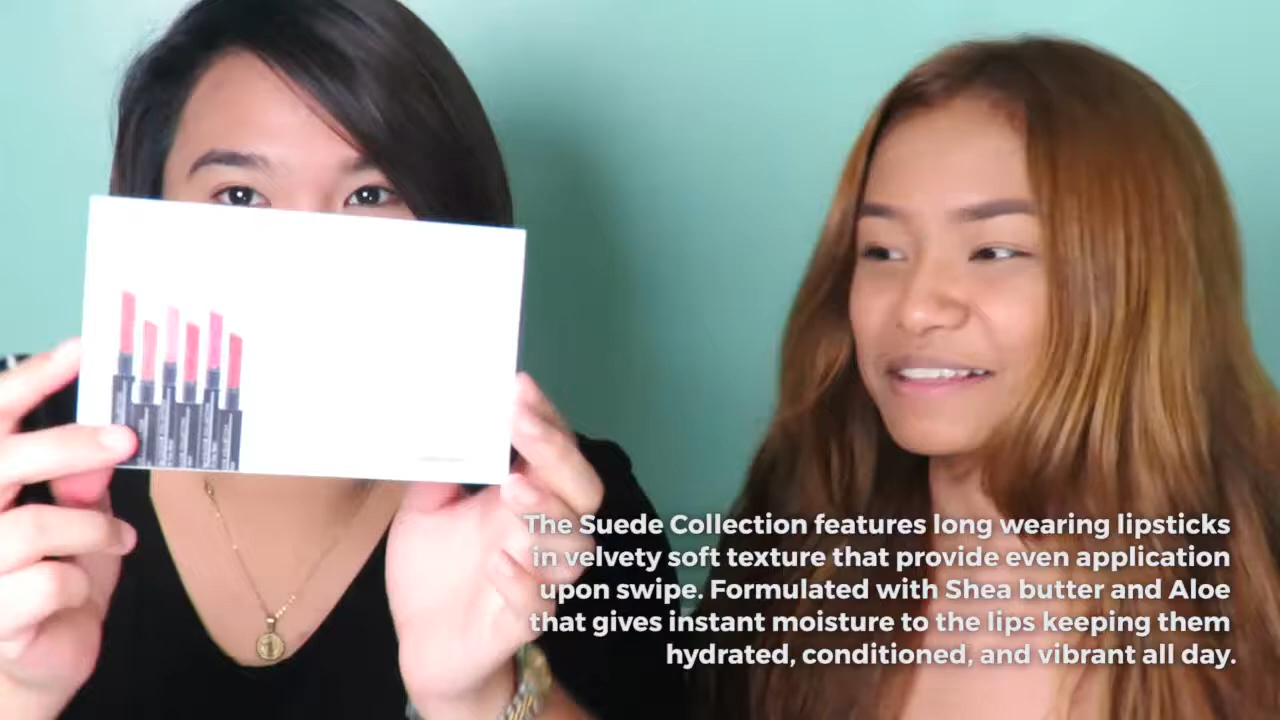 The Suede Collection features long wearing lipsticks
in velvety soft texture that provide even application
upon swipe. Formulated with Shea butter and Aloe
that gives instant moisture to the lips keeping them
hydrated, conditioned, and vibrant all day.